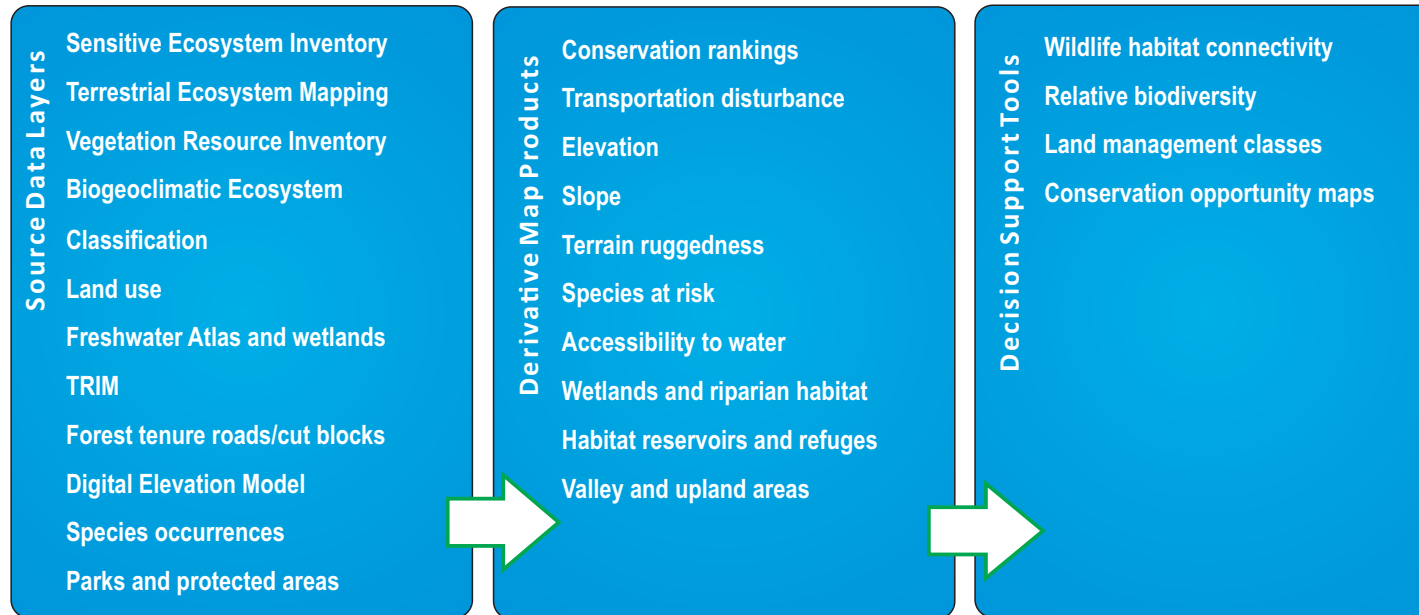 Source Data Layers
Sensitive Ecosystem Inventory
Terrestrial Ecosystem Mapping
Vegetation Resource Inventory
Biogeoclimatic Ecosystem
Classification
Land use
Freshwater Atlas and wetlands
TRIM
Forest tenure roads/cut blocks
Digital Elevation Model
Species occurrences
Parks and protected areas
Derivative Map Products
Conservation rankings
Transportation disturbance
Elevation
Slope
Terrain ruggedness
Species at risk
Accessibility to water
Wetlands and riparian habitat
Habitat reservoirs and refuges
Valley and upland areas
Decision Support Tools
Wildlife habitat connectivity
Relative biodiversity
Land management classes
Conservation opportunity maps